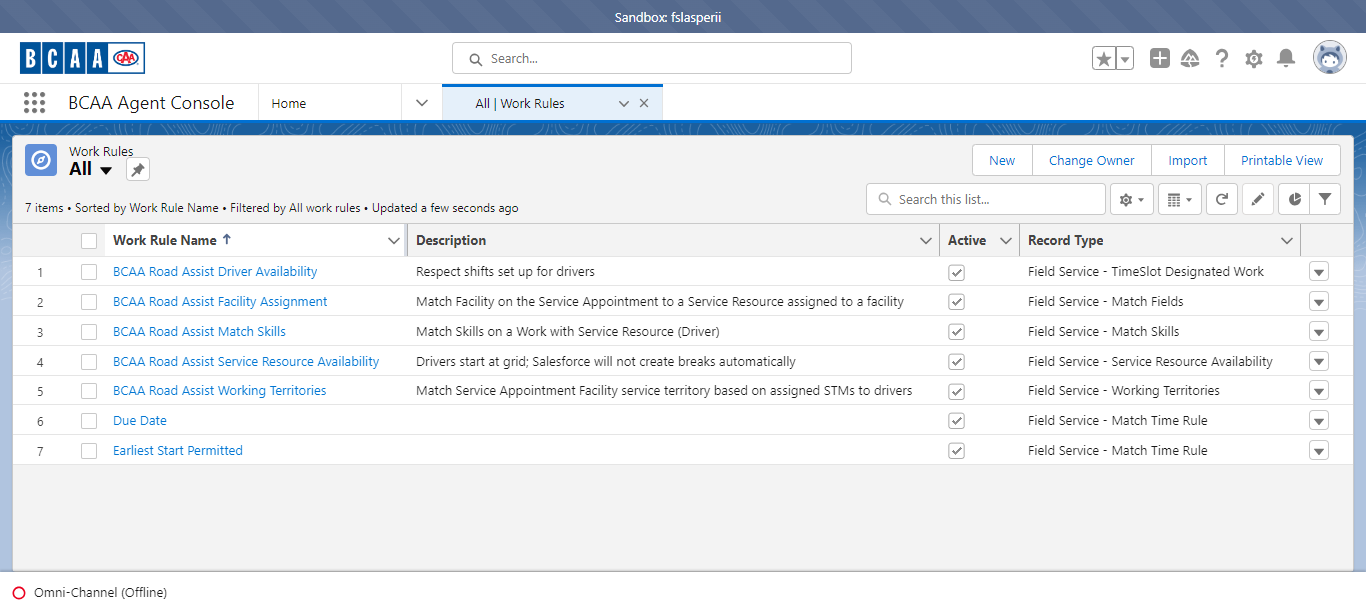 Sandbox: fslasperii
BCAA CAA
Search...
BCAA Agent Console Home All | Work Rules
Work Rules
All
New Change Owner Import Printable View
7 items • Sorted by Work Rule Name • Filtered by All work rules • Updated a few seconds ago
Search this list...
Work Rule Name ↑ Description Active Record Type
1 BCAA Road Assist Driver Availability Respect shifts set up for drivers Field Service - TimeSlot Designated Work
2 BCAA Road Assist Facility Assignment Match Facility on the Service Appointment to a Service Resource assigned to a facility Field Service - Match Fields
3 BCAA Road Assist Match Skills Match Skills on a Work with Service Resource (Driver) Field Service - Match Skills
4 BCAA Road Assist Service Resource Availability Drivers start at grid; Salesforce will not create breaks automatically Field Service - Service Resource Availability
5 BCAA Road Assist Working Territories Match Service Appointment Facility service territory based on assigned STMs to drivers Field Service - Working Territories
6 Due Date Field Service - Match Time Rule
7 Earliest Start Permitted Field Service - Match Time Rule
Omni-Channel (Offline)